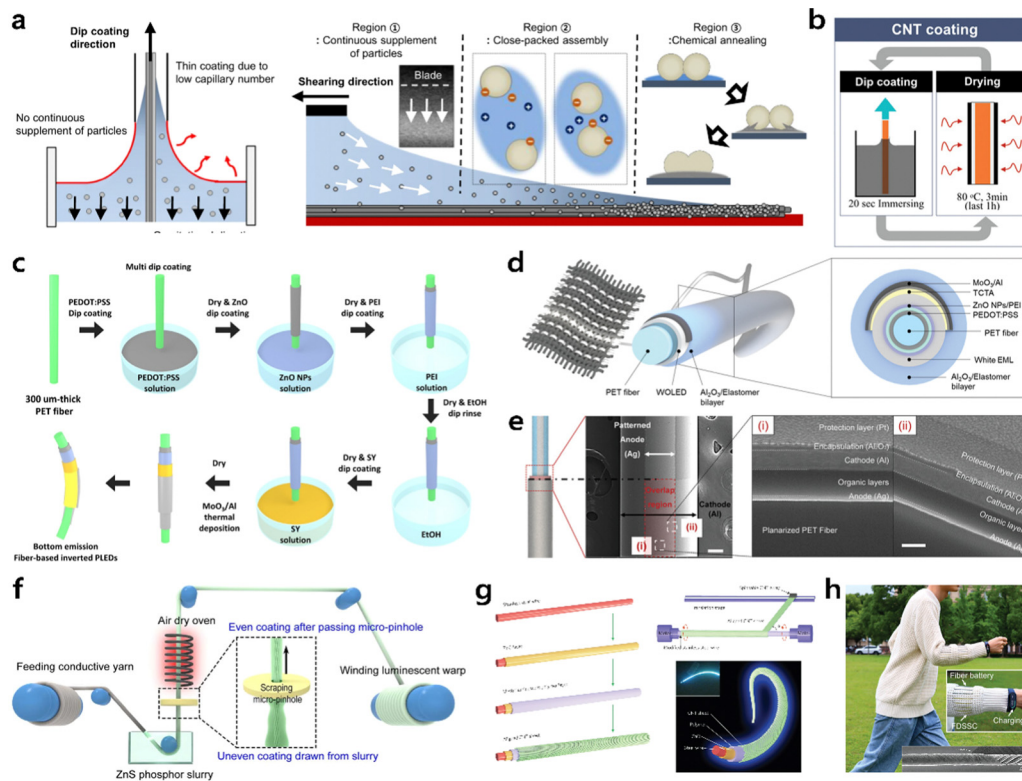 a
Dip coating
direction
Thin coating due to
low capillary number
No continuous
supplement of particles
Region ①
: Continuous supplement
of particles
Shearing direction
Blade
Region ②
: Close-packed assembly
Region ③
:Chemical annealing
b
CNT coating
Dip coating
Drying
20 sec Immersing
80 °C, 3min
(last 1h)
c
Multi dip coating
PEDOT:PSS
Dip coating
Dry & ZnO
dip coating
Dry & PEI
dip coating
PEDOT:PSS
solution
ZnO NPs
solution
PEI
solution
300 um-thick
PET fiber
Dry & EtOH
dip rinse
Dry & SY
dip coating
Dry
MoO₃/Al
thermal
deposition
SY
solution
EtOH
Bottom emission
Fiber-based inverted PLEDs
d
PET fiber
WOLED
Al₂O₃/Elastomer
bilayer
MoO₃/Al
TCTA
ZnO NPs/PEI
PEDOT:PSS
PET fiber
White EML
Al₂O₃/Elastomer
bilayer
e
Patterned
Anode
(Ag)
Overlap
region
Cathode
(Al)
(i)
(ii)
(i)
Protection layer (Pt)
Encapsulation (Al₂O₃)
Cathode (Al)
Organic layers
Anode (Ag)
Planarized PET Fiber
(ii)
Protection layer
Encapsulation
Cathode
Organic
Anode
f
Air dry oven
Even coating after passing micro-pinhole
Feeding conductive yarn
Scraping
micro-pinhole
Winding luminescent warp
ZnS phosphor slurry
Uneven coating drawn from slurry
g
h
Fiber battery
FDSSC
Charging